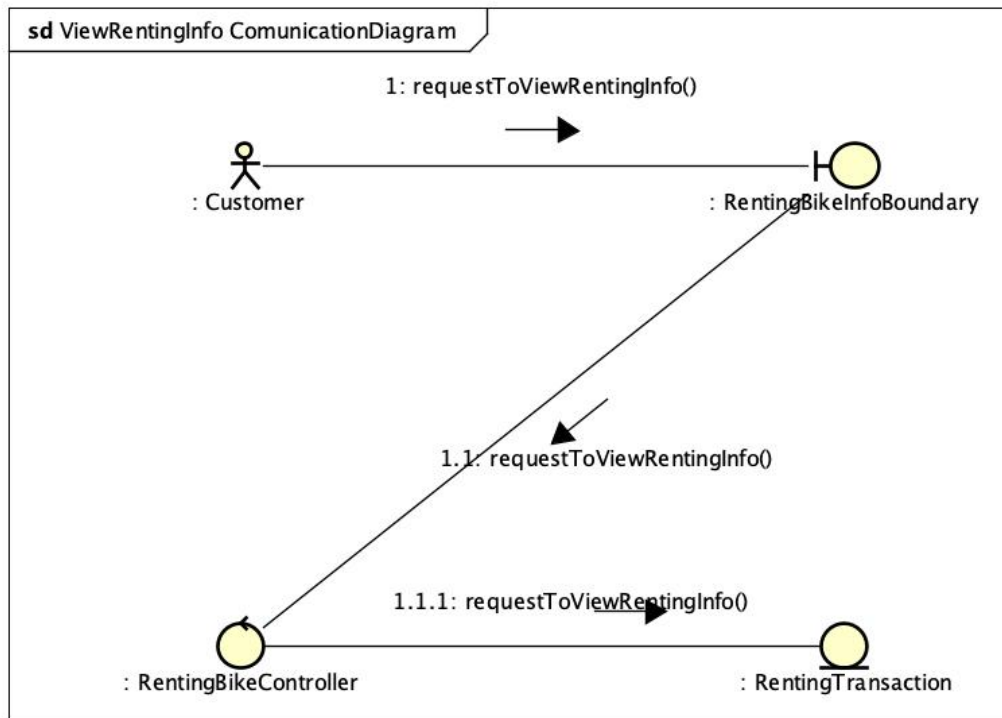 sd ViewRentingInfo ComunicationDiagram
1: requestToViewRentingInfo()
: Customer
: RentingBikeInfoBoundary
1.1: requestToViewRentingInfo()
1.1.1: requestToViewRentingInfo()
: RentingBikeController
: RentingTransaction